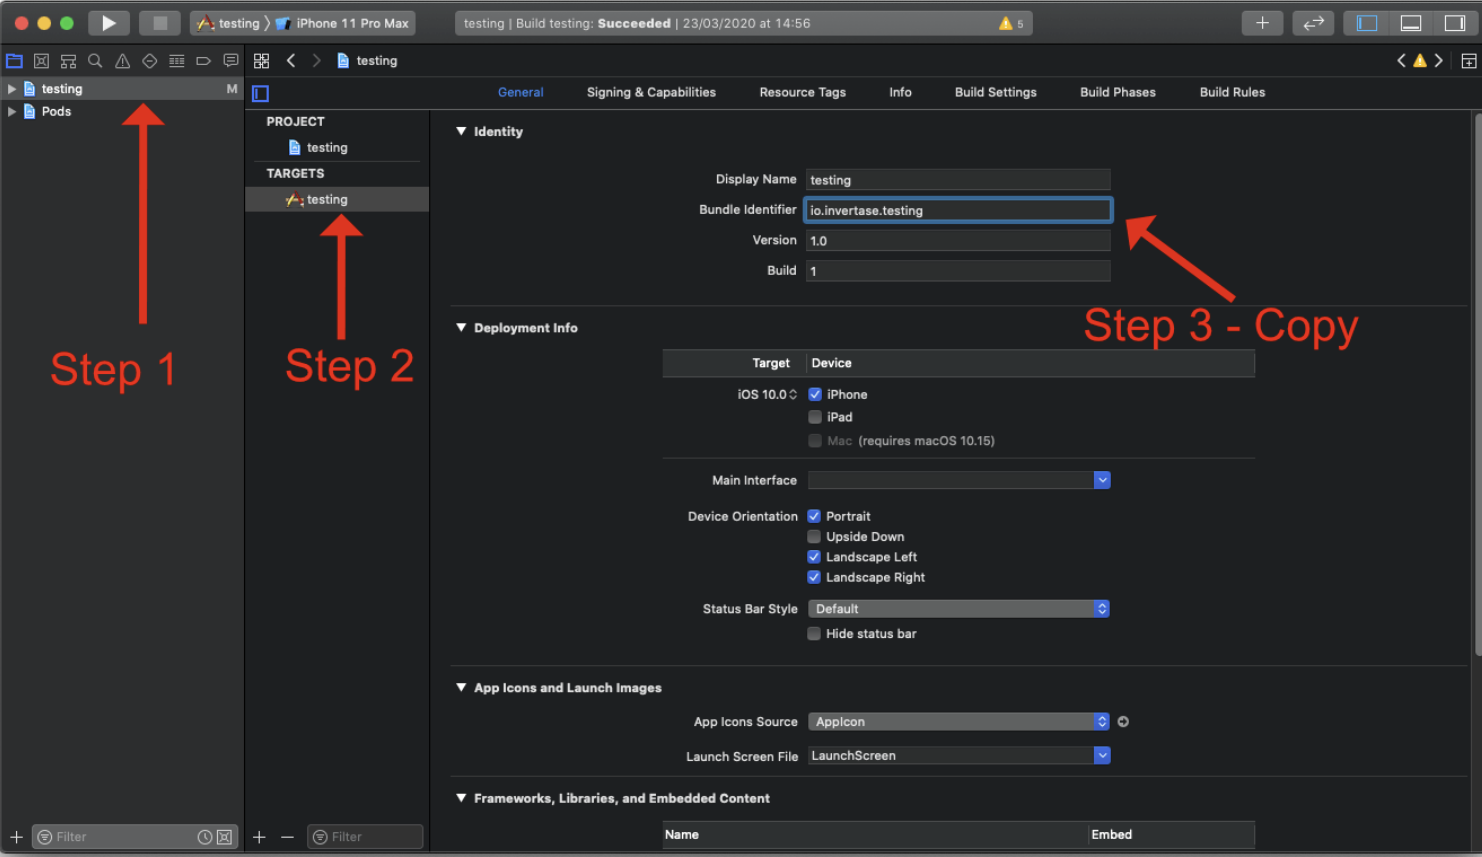 testing 〉 iPhone 11 Pro Max
testing | Build testing: Succeeded | 23/03/2020 at 14:56
5
testing
testing M
Pods
General Signing & Capabilities Resource Tags Info Build Settings Build Phases Build Rules
PROJECT
testing
TARGETS
testing
Step 1
Step 2
Identity
Display Name testing
Bundle Identifier io.invertase.testing
Version 1.0
Build 1
Step 3 - Copy
Deployment Info
Target Device
iOS 10.0 iPhone
iPad
Mac (requires macOS 10.15)
Main Interface
Device Orientation Portrait
Upside Down
Landscape Left
Landscape Right
Status Bar Style Default
Hide status bar
App Icons and Launch Images
App Icons Source AppIcon
Launch Screen File LaunchScreen
Frameworks, Libraries, and Embedded Content
Name Embed
Filter
Filter